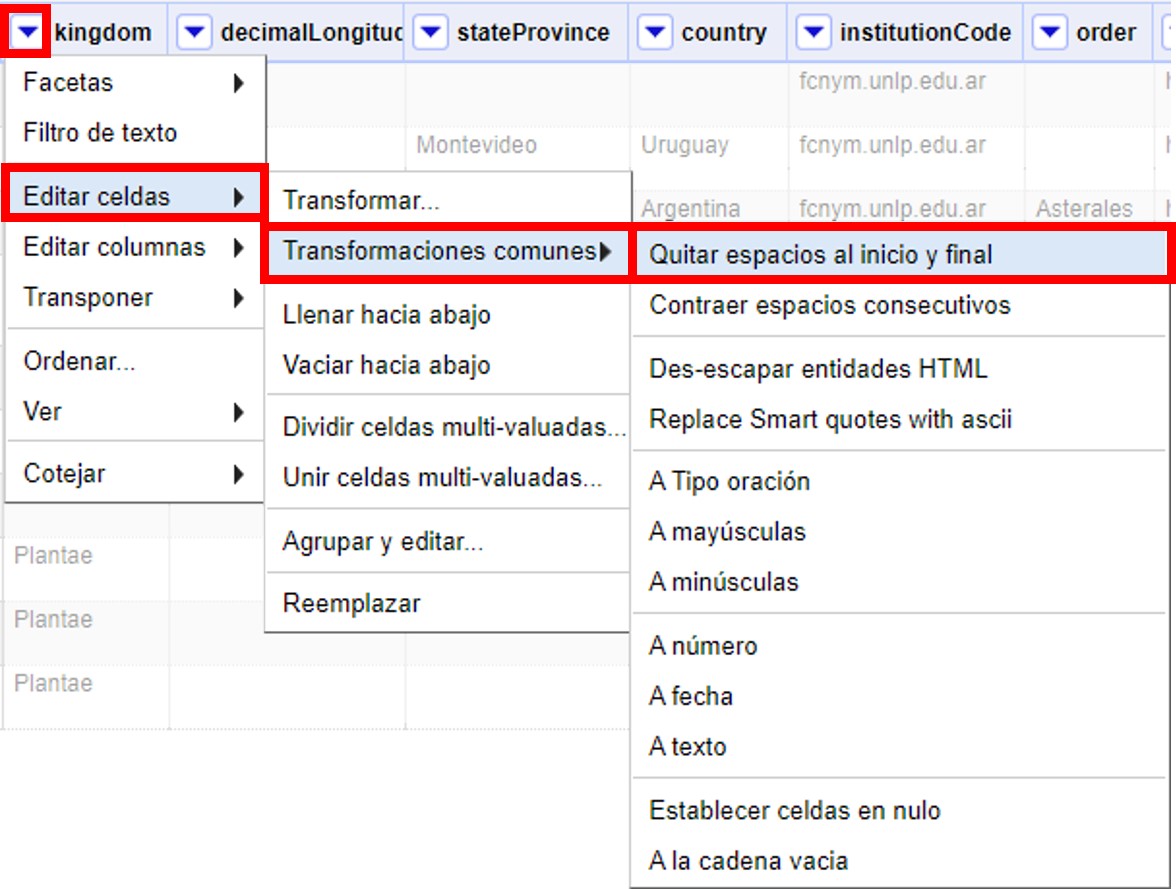 kingdom decimalLongituc stateProvince country institutionCode order
Facetas
fcnym.unlp.edu.ar
Filtro de texto
Montevideo Uruguay fcnym.unlp.edu.ar
Editar celdas
Transformar...
Argentina fcnym.unlp.edu.ar Asterales
Editar columnas
Transformaciones comunes
Quitar espacios al inicio y final
Transponer
Llenar hacia abajo
Contraer espacios consecutivos
Ordenar...
Vaciar hacia abajo
Des-escapar entidades HTML
Ver
Dividir celdas multi-valuadas...
Replace Smart quotes with ascii
Cotejar
Unir celdas multi-valuadas...
A Tipo oración
Agrupar y editar...
A mayúsculas
Plantae
A minúsculas
Reemplazar
Plantae
A número
Plantae
A fecha
A texto
Establecer celdas en nulo
A la cadena vacia